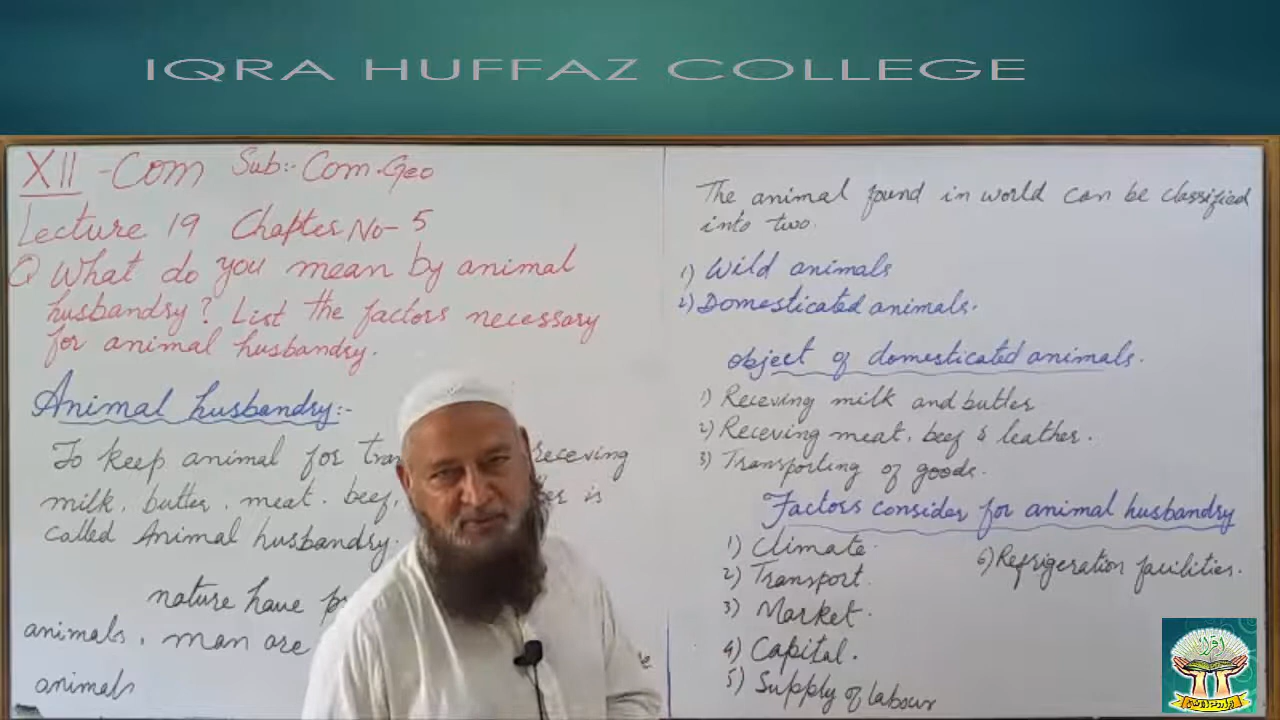 IQRA HUFFAZ COLLEGE
XII - Com Sub:- Com. Geo
Lecture 19 Chapter No- 5
Q What do you mean by animal
husbandry? List the factors necessary
for animal husbandry.
Animal husbandry:-
To keep animal for receving
milk, butter, meat. beef, is
called Animal husbandry.
nature have
animals. man are
animals
The animal found in world can be classified
into two.
1) Wild animals
2) Domesticated animals.
object of domesticated animals.
1) Receving milk and butter
2) Receving meat, beef & leather.
3) Transporting of goods.
Factors consider for animal husbandry
1) Climate.
2) Transport.
3) Market.
4) Capital.
5) Supply of labour
6) Refrigeration facilities.